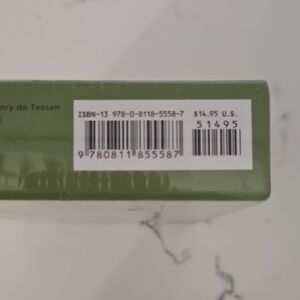 nry de Tessan
ISBN-13 978-0-8118-5558-7
$14.95 U.S.
51495
9 780811 855587